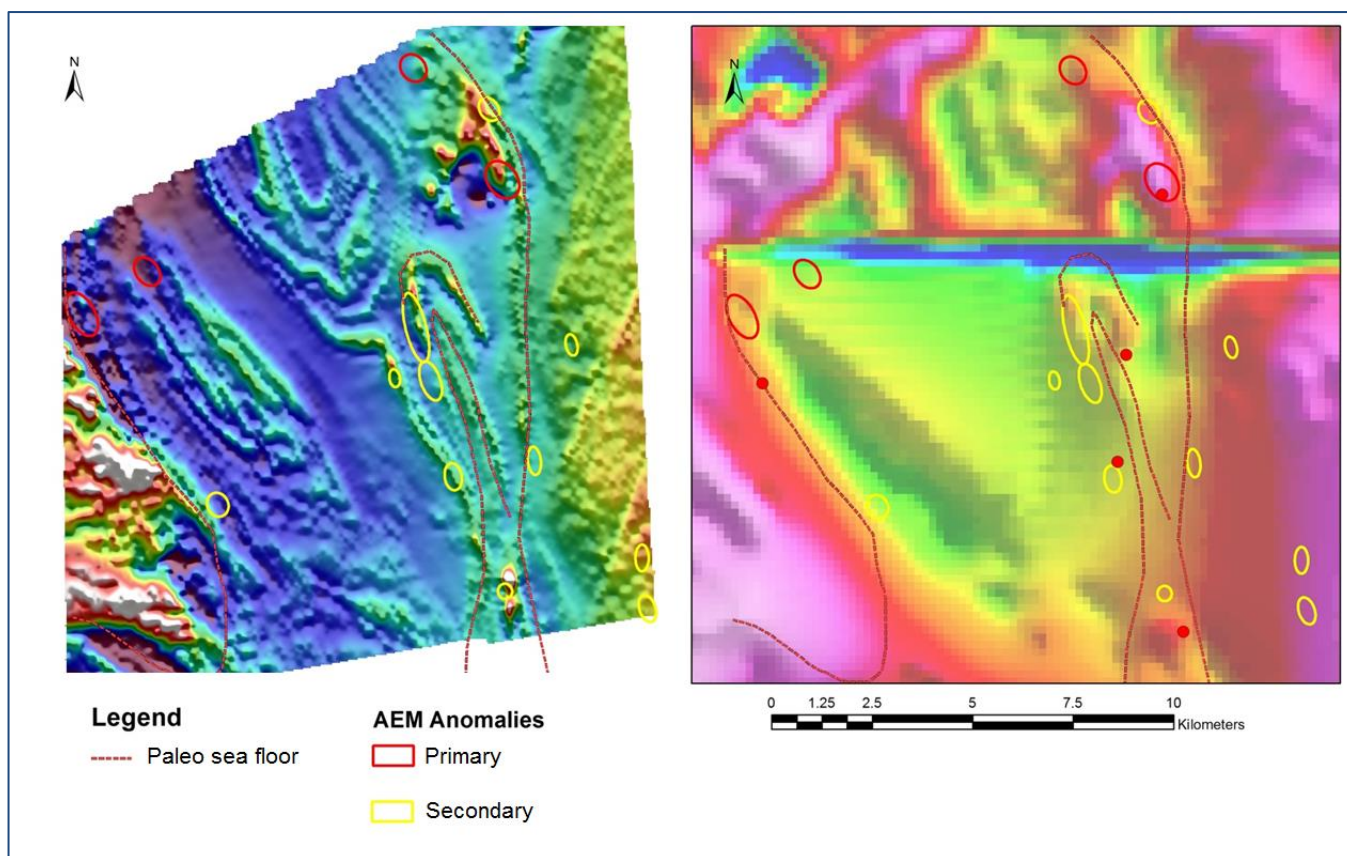 N
N
Legend
Paleo sea floor
AEM Anomalies
Primary
Secondary
0 1.25 2.5 5 7.5 10
Kilometers